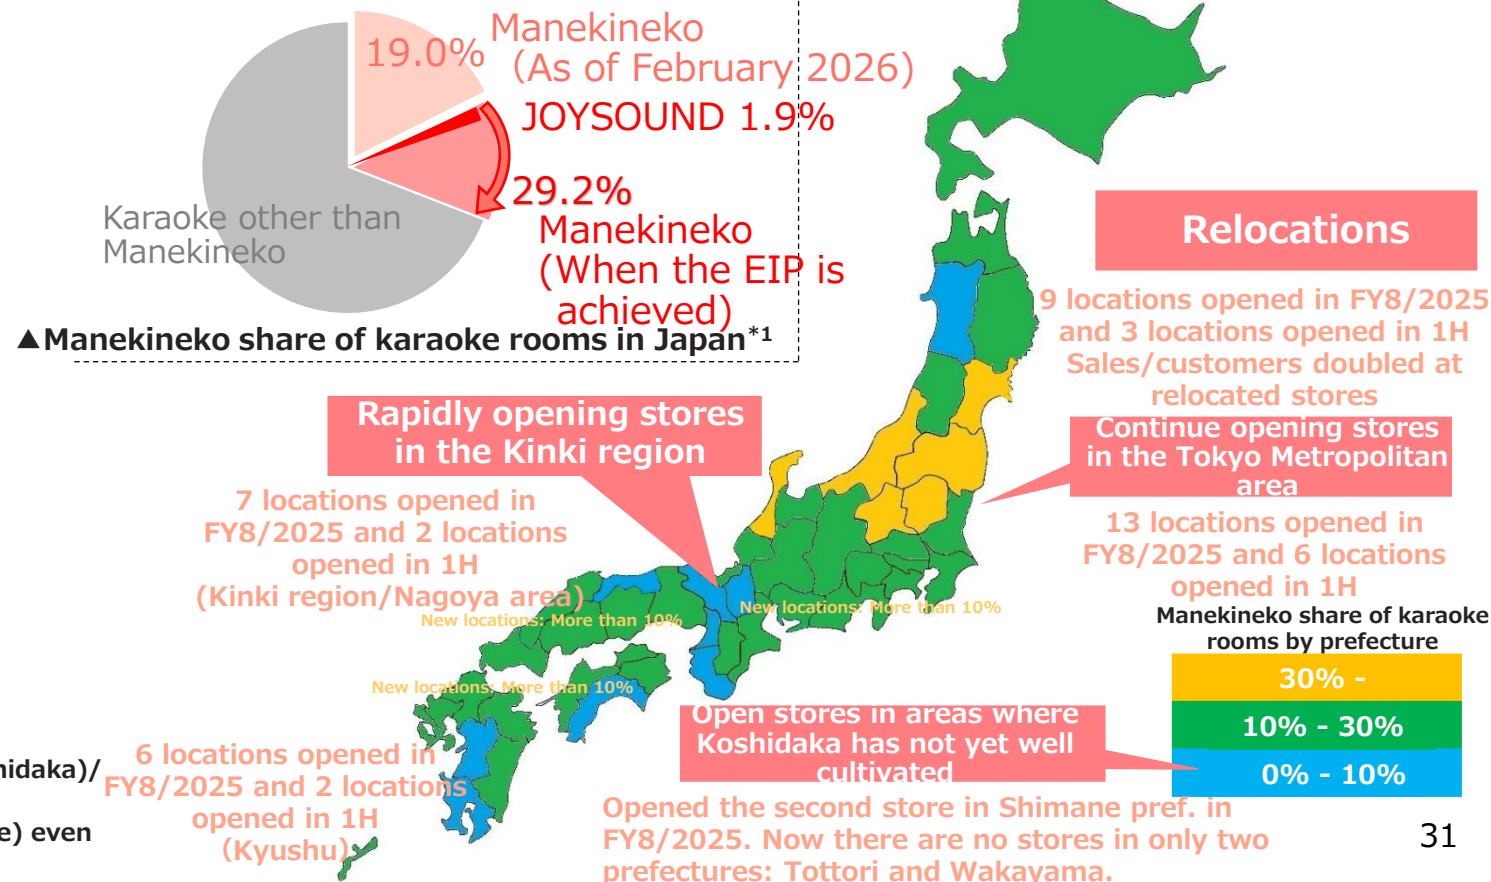 19.0%
Manekineko
(As of February 2026)
JOYSOUND 1.9%
29.2%
Manekineko
(When the EIP is
achieved)
Karaoke other than
Manekineko
▲Manekineko share of karaoke rooms in Japan*1
Relocations
9 locations opened in FY8/2025
and 3 locations opened in 1H
Sales/customers doubled at
relocated stores
Rapidly opening stores
in the Kinki region
7 locations opened in
FY8/2025 and 2 locations
opened in 1H
(Kinki region/Nagoya area)
Continue opening stores
in the Tokyo Metropolitan
area
13 locations opened in
FY8/2025 and 6 locations
opened in 1H
New locations: More than 10%
New locations: More than 10%
New locations: More than 10%
Manekineko share of karaoke
rooms by prefecture
30% -
10% - 30%
0% - 10%
Open stores in areas where
Koshidaka has not yet well
cultivated
Opened the second store in Shimane pref. in
FY8/2025. Now there are no stores in only two
prefectures: Tottori and Wakayama.
6 locations opened in
FY8/2025 and 2 locations
opened in 1H
(Kyushu)
hidaka)/
e) even
31